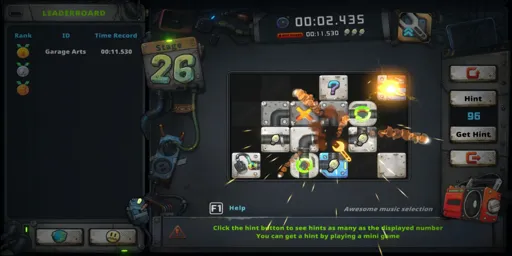 LEADERBOARD
Rank ID Time Record
Garage Arts 00:11.530
Stage
26
00:02.435
00:11.530
?
Hint
96
Get Hint
F1 Help
Awesome music selection
Click the hint button to see hints as many as the displayed number
You can get a hint by playing a mini game